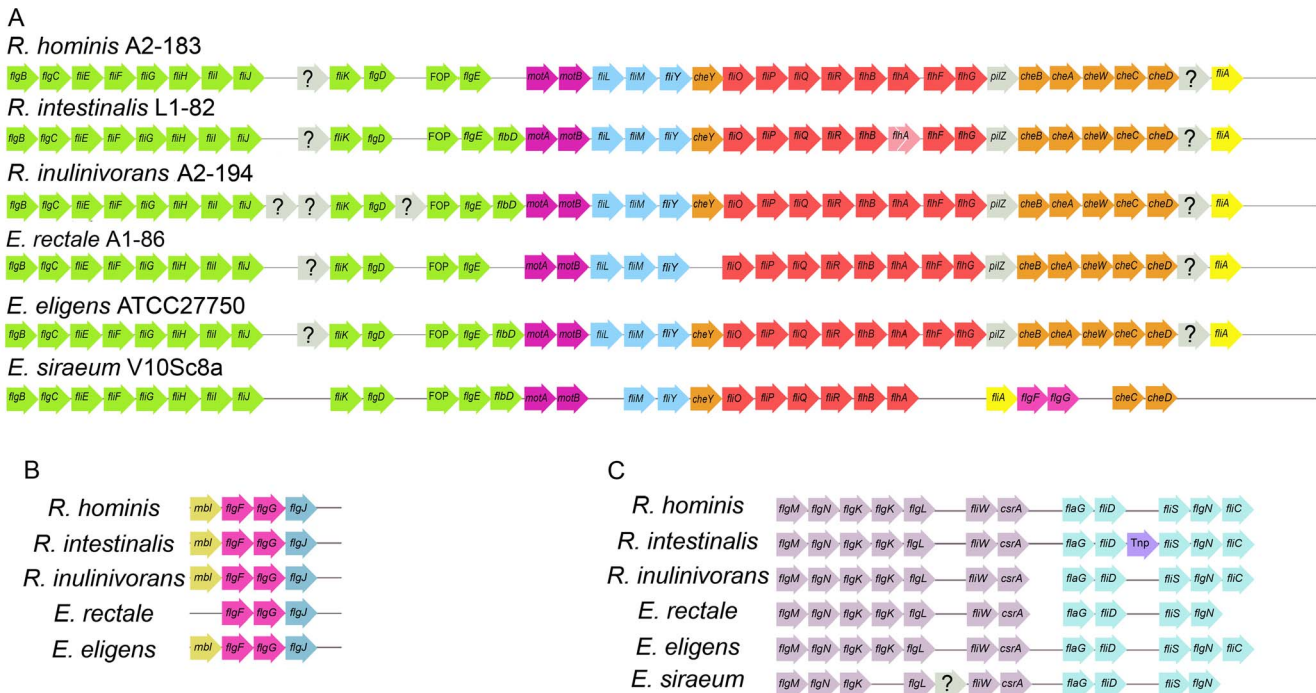 A
R. hominis A2-183
flgB flgC fliE fliF fliG fliH fliI fliJ ? fliK flgD FOP flgE motA motB fliL fliM fliY cheY fliO fliP fliQ fliR flhB flhA flhF flhG pilZ cheB cheA cheW cheC cheD ? fliA
R. intestinalis L1-82
flgB flgC fliE fliF fliG fliH fliI fliJ ? fliK flgD FOP flgE flbD motA motB fliL fliM fliY cheY fliO fliP fliQ fliR flhB flhA flhF flhG pilZ cheB cheA cheW cheC cheD ? fliA
R. inulinivorans A2-194
flgB flgC fliE fliF fliG fliH fliI fliJ ? ? fliK flgD ? FOP flgE flbD motA motB fliL fliM fliY cheY fliO fliP fliQ fliR flhB flhA flhF flhG pilZ cheB cheA cheW cheC cheD ? fliA
E. rectale A1-86
flgB flgC fliE fliF fliG fliH fliI fliJ ? fliK flgD FOP flgE motA motB fliL fliM fliY fliO fliP fliQ fliR flhB flhA flhF flhG pilZ cheB cheA cheW cheC cheD ? fliA
E. eligens ATCC27750
flgB flgC fliE fliF fliG fliH fliI fliJ ? fliK flgD FOP flgE flbD motA motB fliL fliM fliY cheY fliO fliP fliQ fliR flhB flhA flhF flhG pilZ cheB cheA cheW cheC cheD ? fliA
E. siraeum V10Sc8a
flgB flgC fliE fliF fliG fliH fliI fliJ fliK flgD FOP flgE flbD motA motB fliM fliY cheY fliO fliP fliQ fliR flhB flhA fliA flgF flgG cheC cheD
B
R. hominis mbl flgF flgG flgJ
R. intestinalis mbl flgF flgG flgJ
R. inulinivorans mbl flgF flgG flgJ
E. rectale flgF flgG flgJ
E. eligens mbl flgF flgG flgJ
C
R. hominis flgM flgN flgK flgK flgL fliW csrA flaG fliD fliS flgN fliC
R. intestinalis flgM flgN flgK flgK flgL fliW csrA flaG fliD Tnp fliS flgN fliC
R. inulinivorans flgM flgN flgK flgK flgL fliW csrA flaG fliD fliS flgN fliC
E. rectale flgM flgN flgK flgK flgL fliW csrA flaG fliD fliS flgN
E. eligens flgM flgN flgK flgK flgL fliW csrA flaG fliD fliS flgN fliC
E. siraeum flgM flgN flgK flgL ? fliW csrA flaG fliD fliS flgN